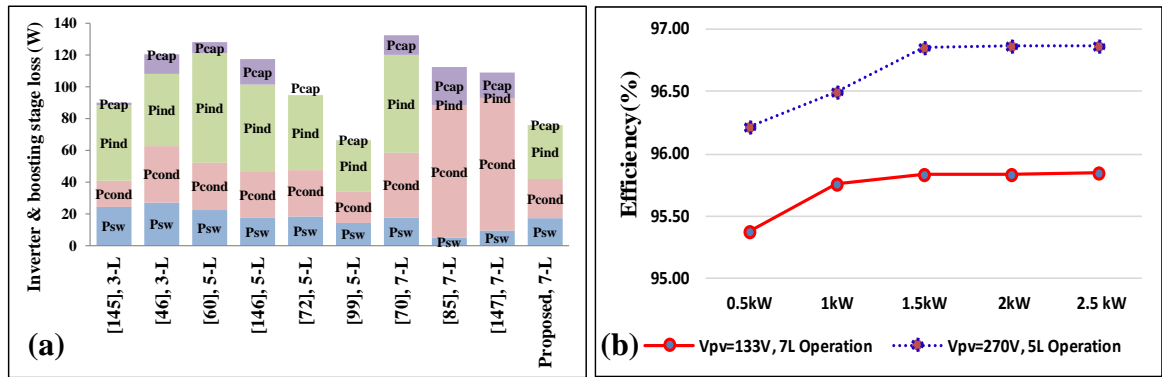 (a)
Inverter & boosting stage loss (W)
140
120
100
80
60
40
20
0
Pcap
Pind
Pcond
Psw
Pcap
Pind
Pcond
Psw
Pcap
Pind
Pcond
Psw
Pcap
Pind
Pcond
Psw
Pcap
Pind
Pcond
Psw
Pcap
Pind
Pcond
Psw
Pcap
Pind
Pcond
Psw
Pcap
Pind
Pcond
Psw
Pcap
Pind
Pcond
Psw
Pcap
Pind
Pcond
Psw
[145], 3-L
[46], 3-L
[60], 5-L
[146], 5-L
[72], 5-L
[99], 5-L
[70], 7-L
[85], 7-L
[147], 7-L
Proposed, 7-L
(b)
Efficiency(%)
97.00
96.50
96.00
95.50
95.00
0.5kW
1kW
1.5kW
2kW
2.5 kW
Vpv=133V, 7L Operation
Vpv=270V, 5L Operation